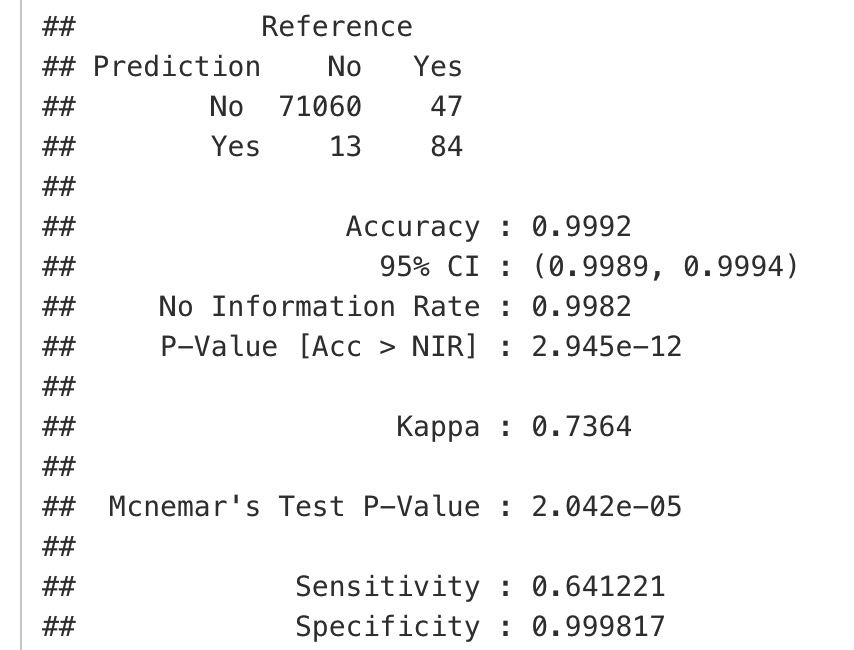 ##           Reference
## Prediction    No   Yes
##        No  71060    47
##        Yes    13    84
##
##                Accuracy : 0.9992
##                  95% CI : (0.9989, 0.9994)
##     No Information Rate : 0.9982
##     P-Value [Acc > NIR] : 2.945e-12
##
##                   Kappa : 0.7364
##
##  Mcnemar's Test P-Value : 2.042e-05
##
##             Sensitivity : 0.641221
##             Specificity : 0.999817